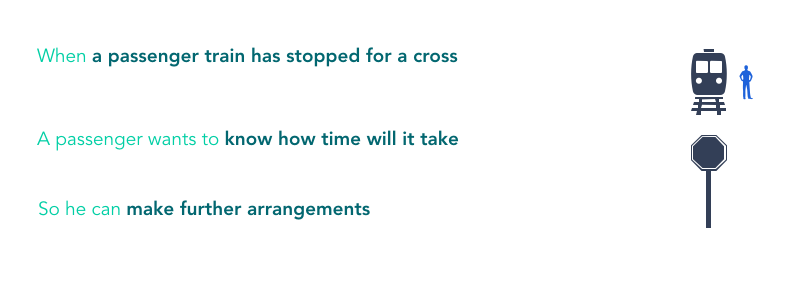 When a passenger train has stopped for a cross
A passenger wants to know how time will it take
So he can make further arrangements